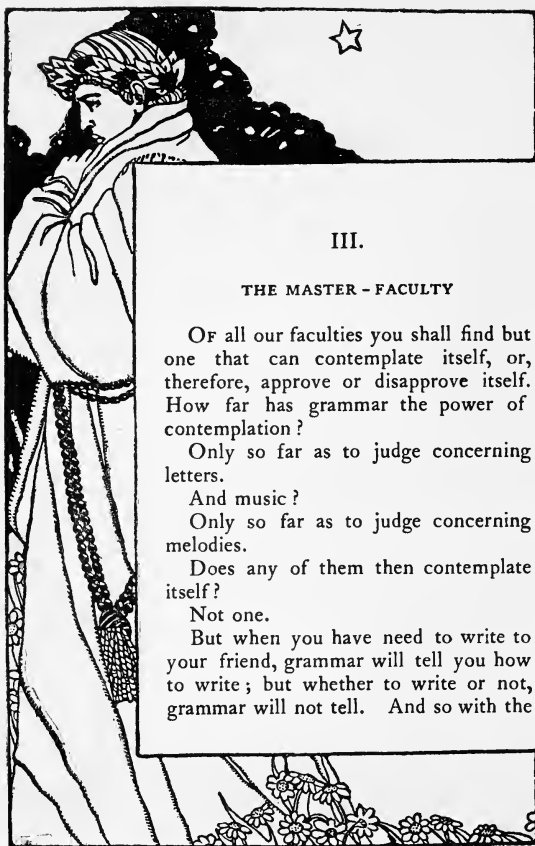 III.
THE MASTER - FACULTY
OF all our faculties you shall find but
one that can contemplate itself, or,
therefore, approve or disapprove itself.
How far has grammar the power of
contemplation ?
Only so far as to judge concerning
letters.
And music ?
Only so far as to judge concerning
melodies.
Does any of them then contemplate
itself ?
Not one.
But when you have need to write to
your friend, grammar will tell you how
to write ; but whether to write or not,
grammar will not tell. And so with the